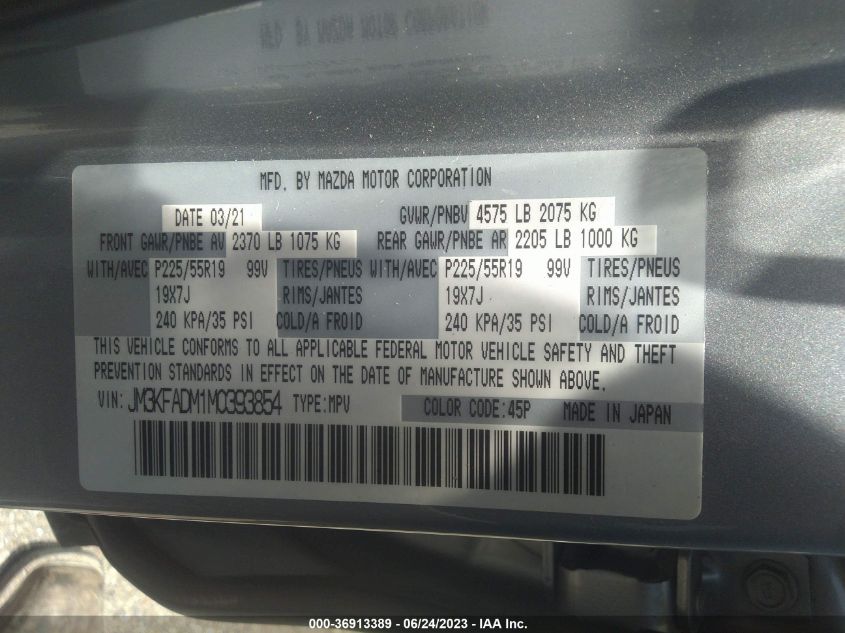 MFD. BY MAZDA MOTOR CORPORATION
DATE 03/21 GVWR/PNBV 4575 LB 2075 KG
FRONT GAWR/PNBE AV 2370 LB 1075 KG REAR GAWR/PNBE AR 2205 LB 1000 KG
WITH/AVEC P225/55R19 99V TIRES/PNEUS WITH/AVEC P225/55R19 99V TIRES/PNEUS
19X7J RIMS/JANTES 19X7J RIMS/JANTES
240 KPA/35 PSI COLD/A FROID 240 KPA/35 PSI COLD/A FROID
THIS VEHICLE CONFORMS TO ALL APPLICABLE FEDERAL MOTOR VEHICLE SAFETY AND THEFT
PREVENTION STANDARDS IN EFFECT ON THE DATE OF MANUFACTURE SHOWN ABOVE.
VIN: JM3KFADM1M0393854 TYPE:MPV COLOR CODE:45P MADE IN JAPAN
000-36913389 - 06/24/2023 - IAA Inc.